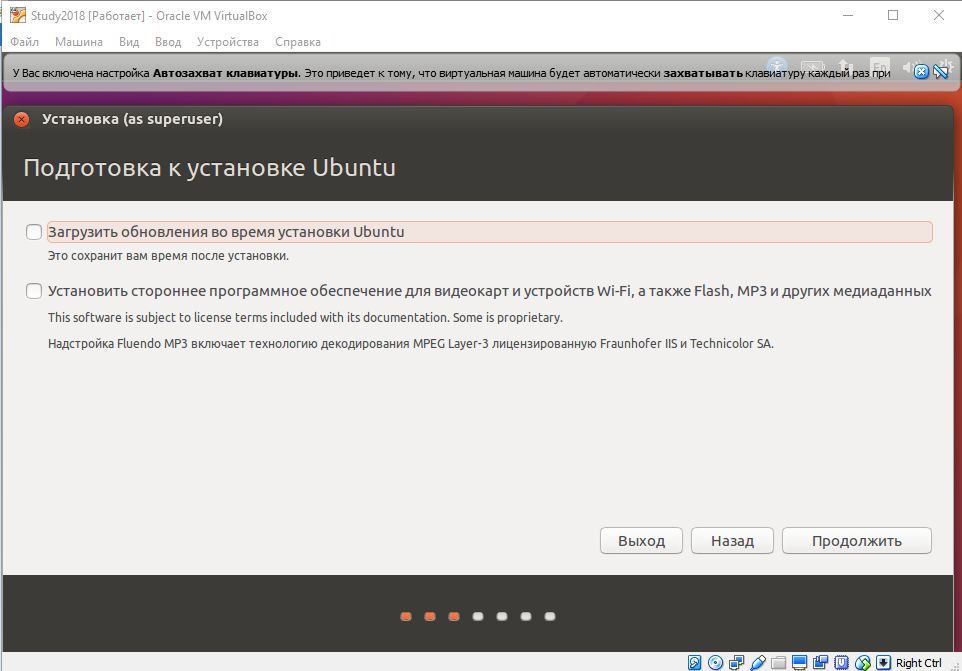 Study2018 [Работает] - Oracle VM VirtualBox
Файл Машина Вид Ввод Устройства Справка
У Вас включена настройка Автозахват клавиатуры. Это приведет к тому, что виртуальная машина будет автоматически захватывать клавиатуру каждый раз при
En
Установка (as superuser)
Подготовка к установке Ubuntu
Загрузить обновления во время установки Ubuntu
Это сохранит вам время после установки.
Установить стороннее программное обеспечение для видеокарт и устройств Wi-Fi, а также Flash, MP3 и других медиаданных
This software is subject to license terms included with its documentation. Some is proprietary.
Надстройка Fluendo MP3 включает технологию декодирования MPEG Layer-3 лицензированную Fraunhofer IIS и Technicolor SA.
Выход Назад Продолжить
Right Ctrl